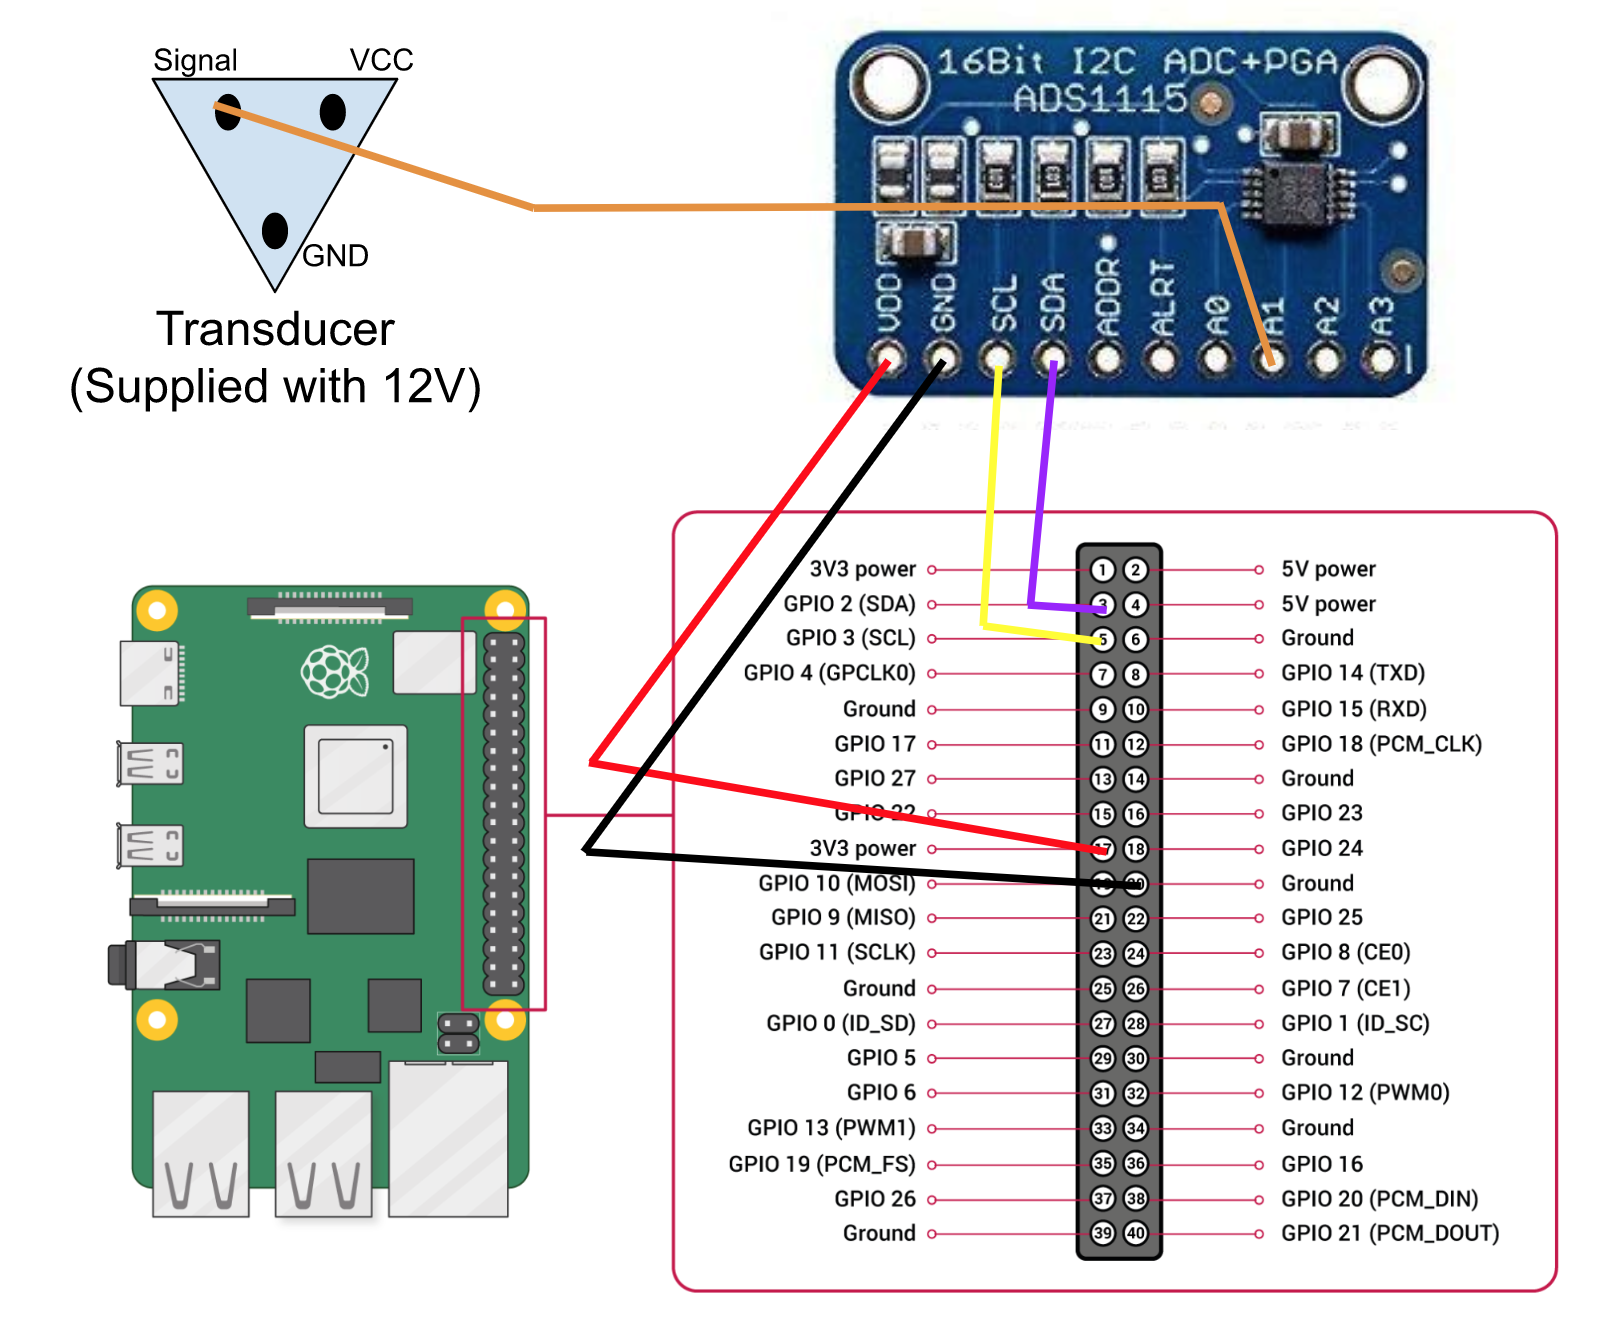 Signal
VCC
GND
Transducer
(Supplied with 12V)
16Bit I2C ADC+PGA
ADS1115
VDD
GND
SCL
SDA
ADDR
ALRT
A0
A1
A2
A3
3V3 power 1 2 5V power
GPIO 2 (SDA) 3 4 5V power
GPIO 3 (SCL) 5 6 Ground
GPIO 4 (GPCLK0) 7 8 GPIO 14 (TXD)
Ground 9 10 GPIO 15 (RXD)
GPIO 17 11 12 GPIO 18 (PCM_CLK)
GPIO 27 13 14 Ground
GPIO 22 15 16 GPIO 23
3V3 power 17 18 GPIO 24
GPIO 10 (MOSI) 19 20 Ground
GPIO 9 (MISO) 21 22 GPIO 25
GPIO 11 (SCLK) 23 24 GPIO 8 (CE0)
Ground 25 26 GPIO 7 (CE1)
GPIO 0 (ID_SD) 27 28 GPIO 1 (ID_SC)
GPIO 5 29 30 Ground
GPIO 6 31 32 GPIO 12 (PWM0)
GPIO 13 (PWM1) 33 34 Ground
GPIO 19 (PCM_FS) 35 36 GPIO 16
GPIO 26 37 38 GPIO 20 (PCM_DIN)
Ground 39 40 GPIO 21 (PCM_DOUT)